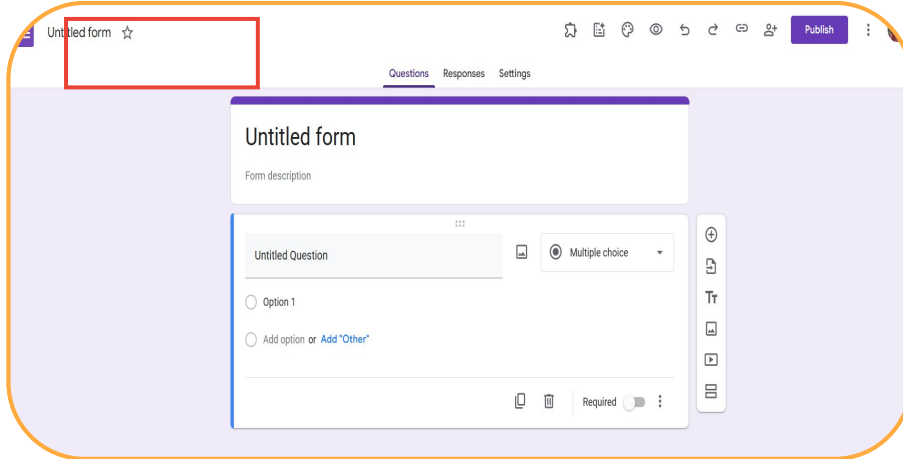 Untitled form
Publish
Questions Responses Settings
Untitled form
Form description
Untitled Question
Multiple choice
Option 1
Add option or Add "Other"
Required